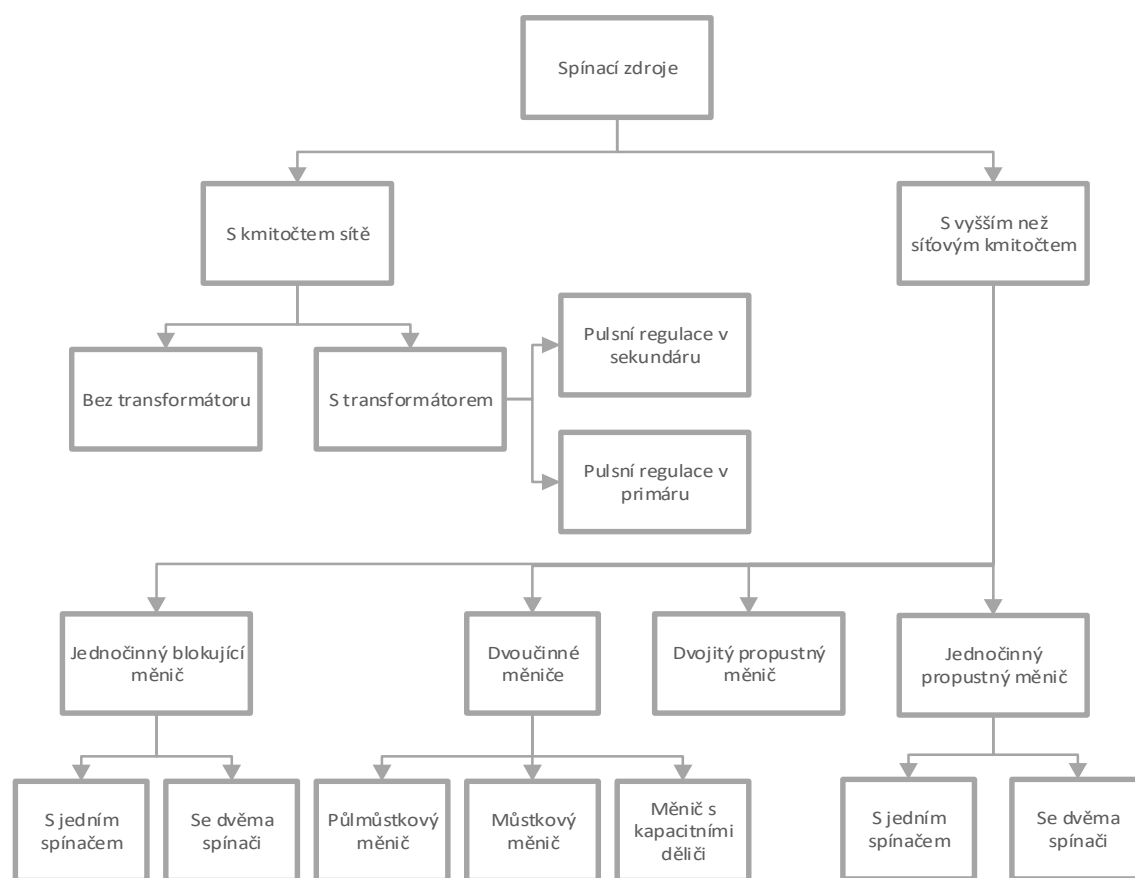 Spínací zdroje
S kmitočtem sítě
S vyšším než
síťovým kmitočtem
Bez transformátoru
S transformátorem
Pulsní regulace v
sekundáru
Pulsní regulace v
primáru
Jednočinný blokující
měnič
Dvoučinné
měniče
Dvojitý propustný
měnič
Jednočinný
propustný měnič
S jedním
spínačem
Se dvěma
spínači
Půlmůstkový
měnič
Můstkový
měnič
Měnič s
kapacitními
děliči
S jedním
spínačem
Se dvěma
spínači